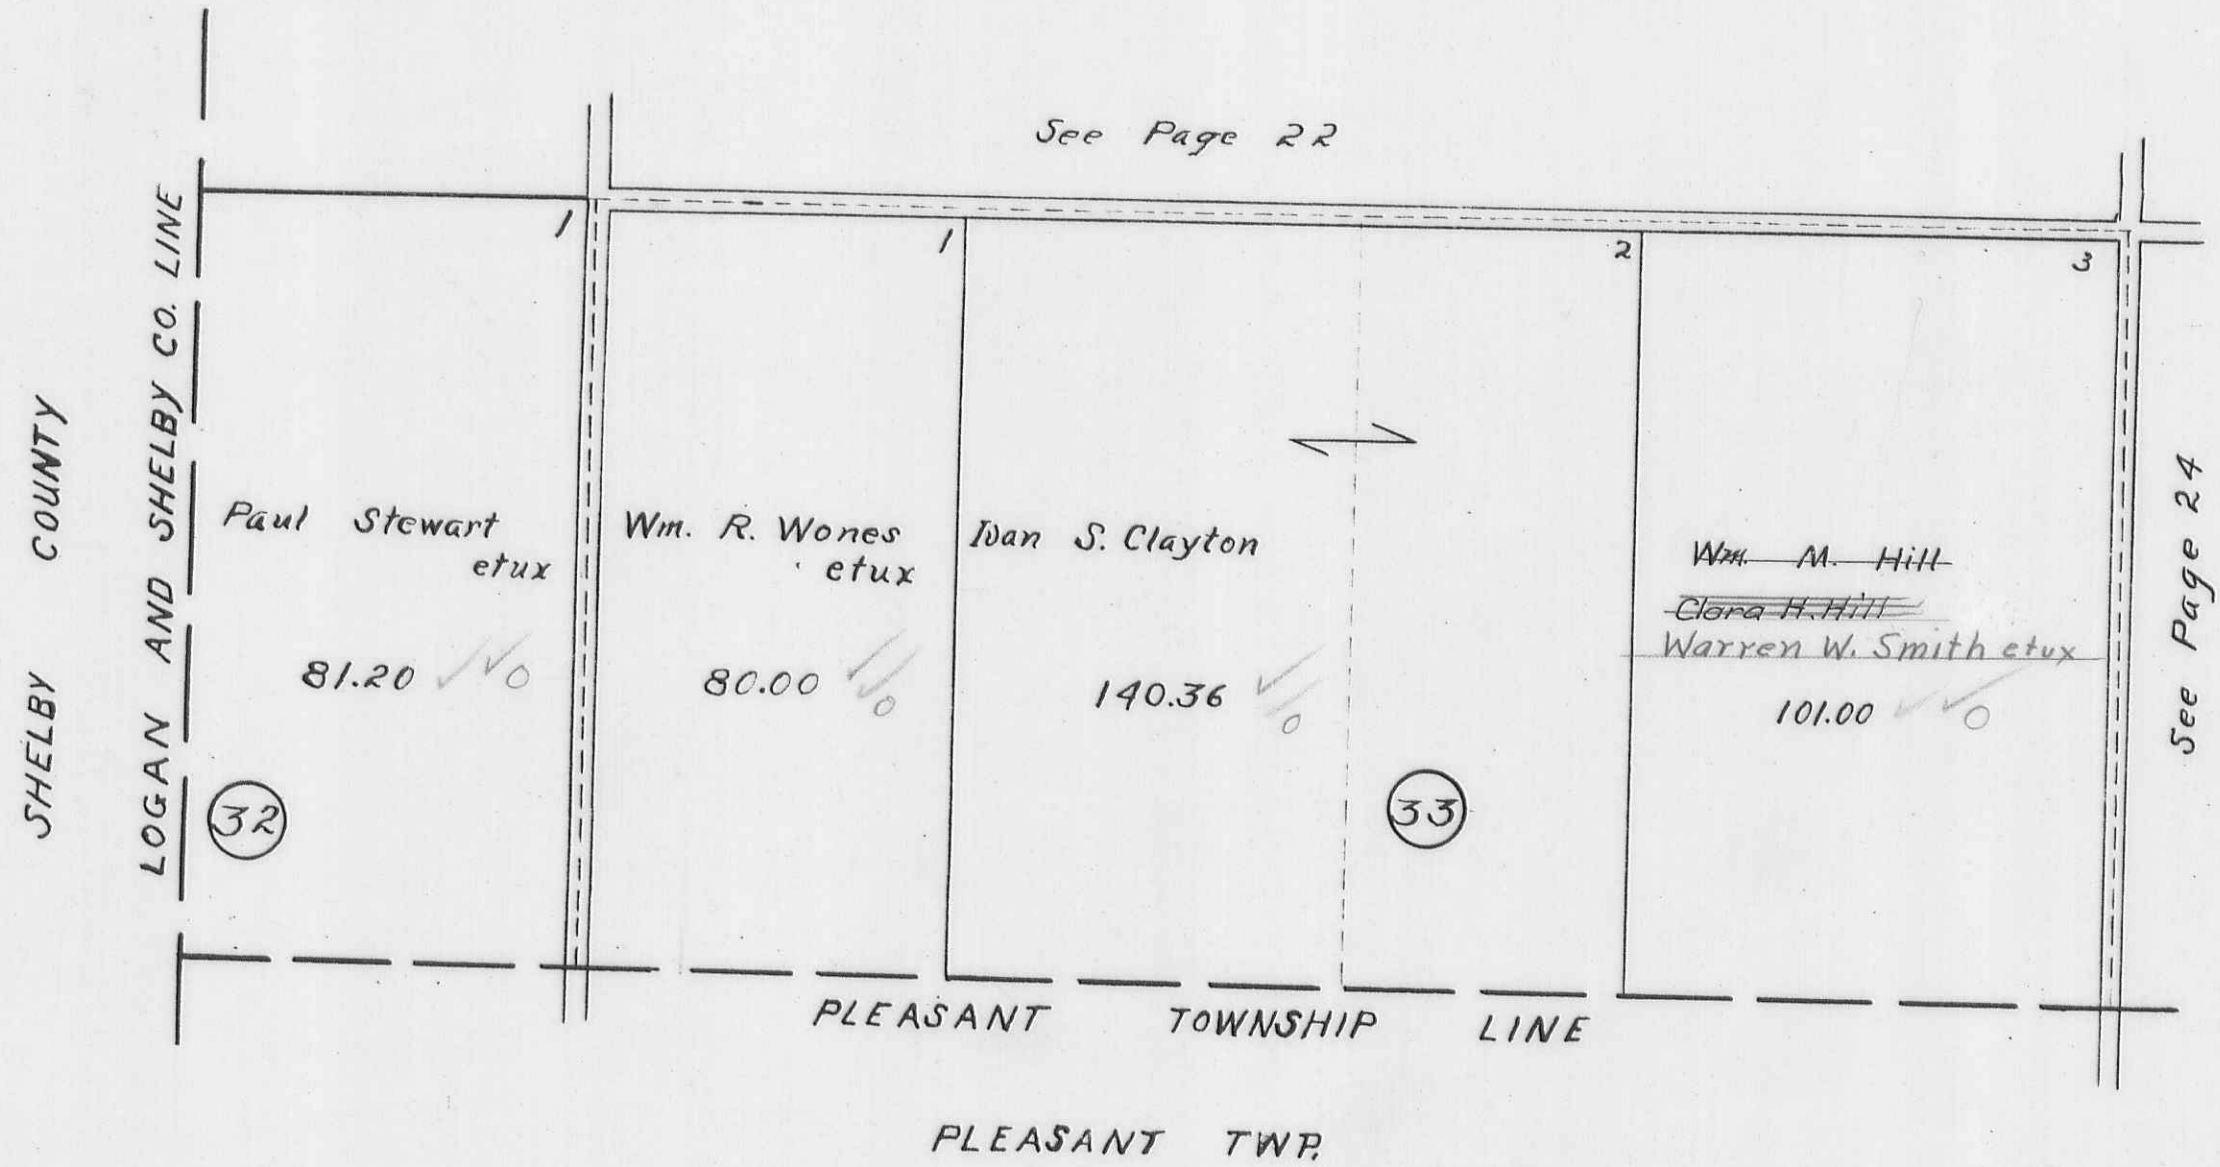 See Page 22
1
1
2
3
SHELBY COUNTY
LOGAN AND SHELBY CO. LINE
Paul Stewart
etux
81.20
32
Wm. R. Wones
etux
80.00
Ivan S. Clayton
140.36
33
Wm. M. Hill
Clara H. Hill
Warren W. Smith etux
101.00
See Page 24
PLEASANT TOWNSHIP LINE
PLEASANT TWP.